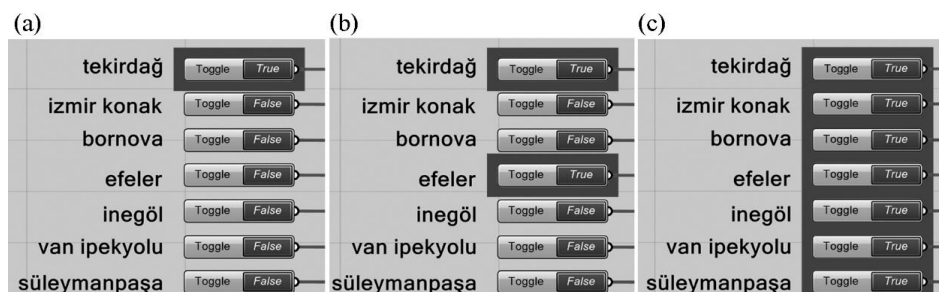 (a)
tekirdağ Toggle True
izmir konak Toggle False
bornova Toggle False
efeler Toggle False
inegöl Toggle False
van ipekyolu Toggle False
süleymanpaşa Toggle False
(b)
tekirdağ Toggle True
izmir konak Toggle False
bornova Toggle False
efeler Toggle True
inegöl Toggle False
van ipekyolu Toggle False
süleymanpaşa Toggle False
(c)
tekirdağ Toggle True
izmir konak Toggle True
bornova Toggle True
efeler Toggle True
inegöl Toggle True
van ipekyolu Toggle True
süleymanpaşa Toggle True